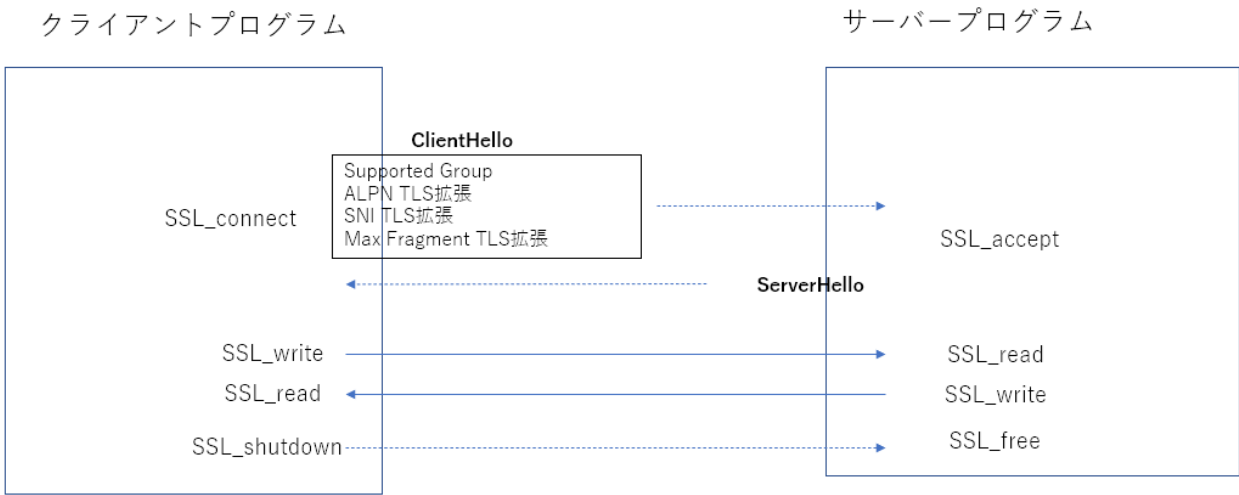 クライアントプログラム
サーバープログラム
ClientHello
Supported Group
ALPN TLS拡張
SNI TLS拡張
Max Fragment TLS拡張
SSL_connect
SSL_accept
ServerHello
SSL_write
SSL_read
SSL_read
SSL_write
SSL_shutdown
SSL_free